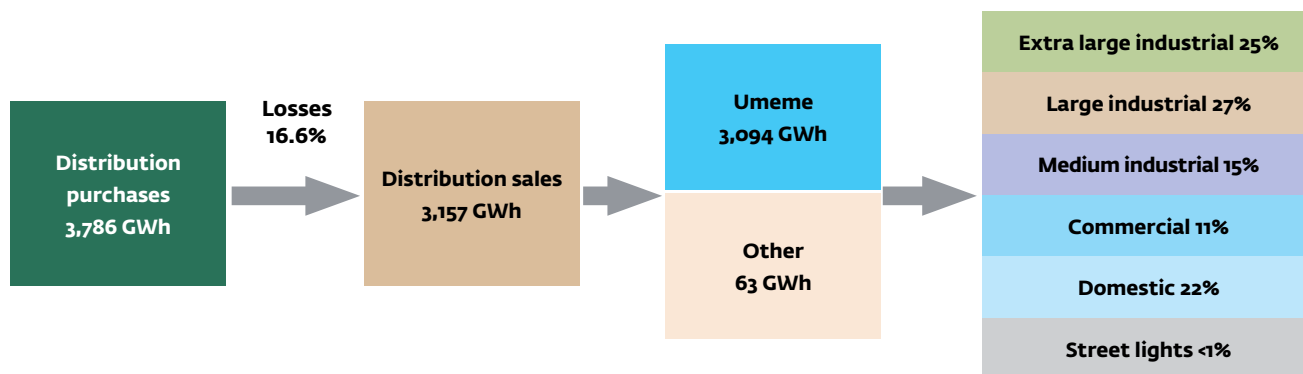 Distribution
purchases
3,786 GWh
Losses
16.6%
Distribution sales
3,157 GWh
Umeme
3,094 GWh
Other
63 GWh
Extra large industrial 25%
Large industrial 27%
Medium industrial 15%
Commercial 11%
Domestic 22%
Street lights <1%